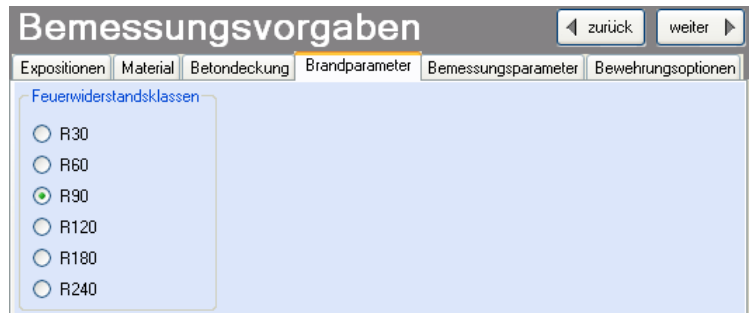 Bemessungsvorgaben zurück weiter
Expositionen Material Betondeckung Brandparameter Bemessungsparameter Bewehrungsoptionen
Feuerwiderstandsklassen
R30
R60
R90
R120
R180
R240